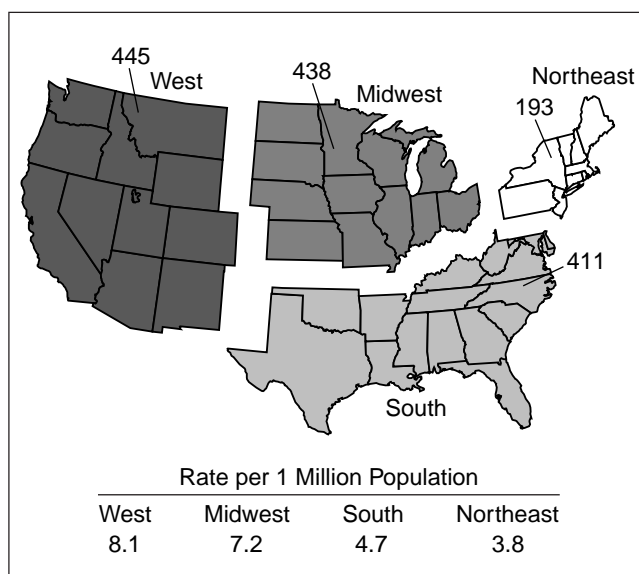 445
West
438
Midwest
Northeast
193
411
South
Rate per 1 Million Population
West Midwest South Northeast
8.1 7.2 4.7 3.8